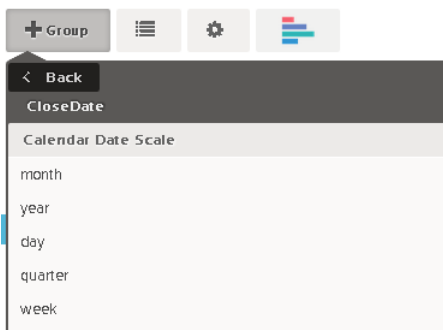 Group
Back
CloseDate
Calendar Date Scale
month
year
day
quarter
week